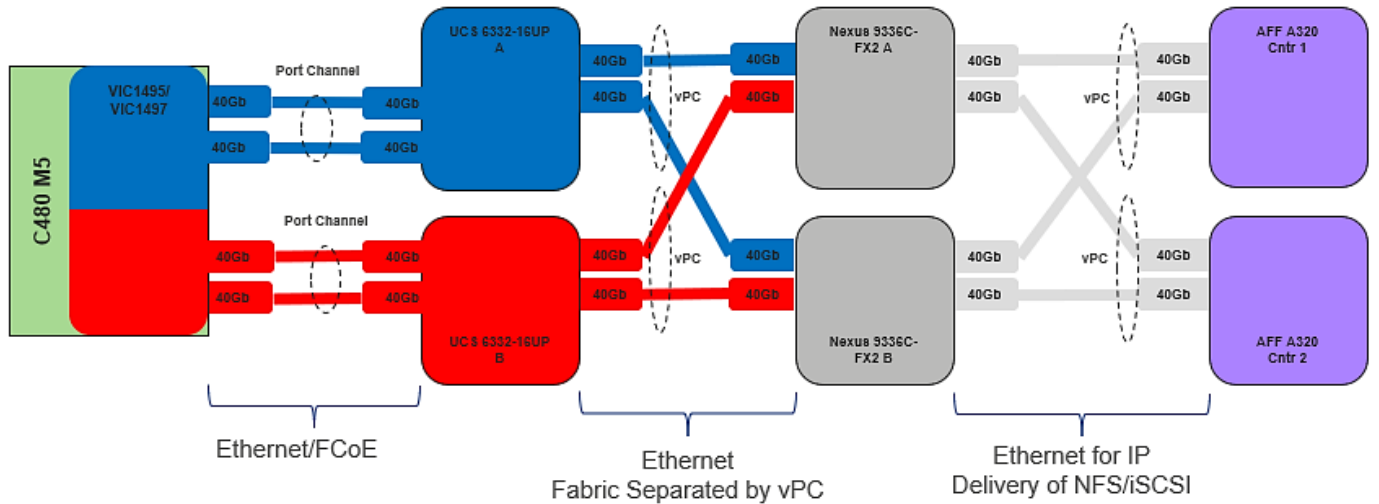 C480 M5
VIC1495/
VIC1497
40Gb
40Gb
40Gb
40Gb
Port Channel
40Gb
40Gb
Port Channel
40Gb
40Gb
UCS 6332-16UP
A
UCS 6332-16UP
B
40Gb
40Gb
40Gb
40Gb
vPC
vPC
40Gb
40Gb
40Gb
40Gb
Nexus 9336C-
FX2 A
Nexus 9336C-
FX2 B
40Gb
40Gb
40Gb
40Gb
vPC
vPC
40Gb
40Gb
40Gb
40Gb
AFF A320
Cntr 1
AFF A320
Cntr 2
Ethernet/FCoE
Ethernet
Fabric Separated by vPC
Ethernet for IP
Delivery of NFS/iSCSI